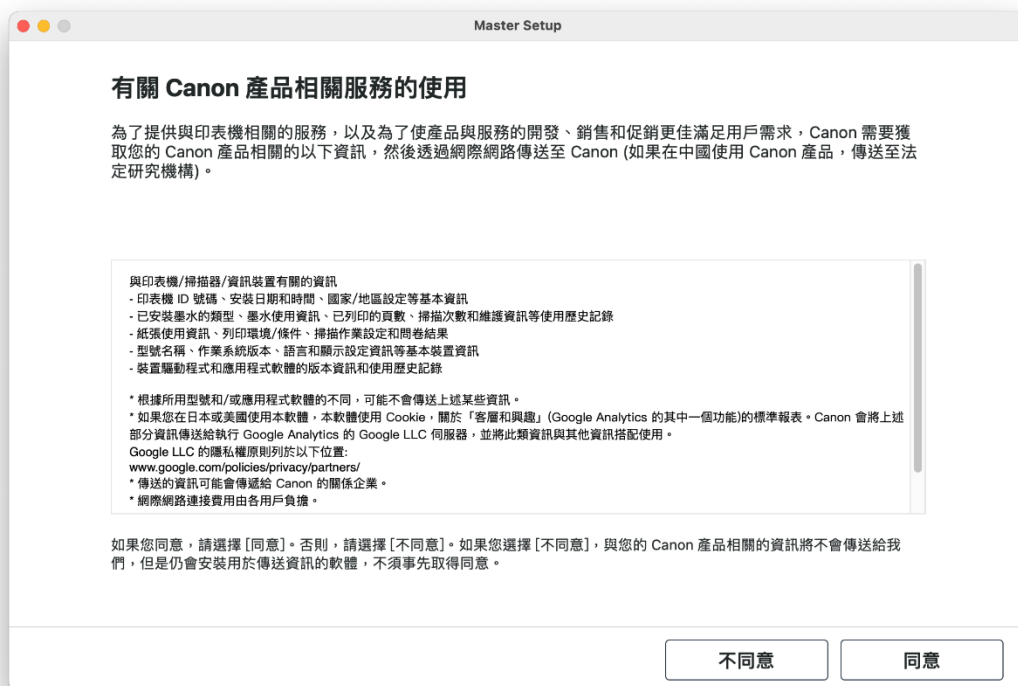 Master Setup
有關 Canon 產品相關服務的使用
為了提供與印表機相關的服務，以及為了使產品與服務的開發、銷售和促銷更佳滿足用戶需求，Canon 需要獲
取您的 Canon 產品相關的以下資訊，然後透過網際網路傳送至 Canon (如果在中國使用 Canon 產品，傳送至法
定研究機構)。
與印表機/掃描器/資訊裝置有關的資訊
- 印表機 ID 號碼、安裝日期和時間、國家/地區設定等基本資訊
- 已安裝墨水的類型、墨水使用資訊、已列印的頁數、掃描次數和維護資訊等使用歷史記錄
- 紙張使用資訊、列印環境/條件、掃描作業設定和問卷結果
- 型號名稱、作業系統版本、語言和顯示設定資訊等基本裝置資訊
- 裝置驅動程式和應用程式軟體的版本資訊和使用歷史記錄
* 根據所用型號和/或應用程式軟體的不同，可能不會傳送上述某些資訊。
* 如果您在日本或美國使用本軟體，本軟體使用 Cookie，關於「客層和興趣」(Google Analytics 的其中一個功能)的標準報表。Canon 會將上述
部分資訊傳送給執行 Google Analytics 的 Google LLC 伺服器，並將此類資訊與其他資訊搭配使用。
Google LLC 的隱私權原則列於以下位置:
www.google.com/policies/privacy/partners/
* 傳送的資訊可能會傳遞給 Canon 的關係企業。
* 網際網路連接費用由各用戶負擔。
如果您同意，請選擇 [同意]。否則，請選擇 [不同意]。如果您選擇 [不同意]，與您的 Canon 產品相關的資訊將不會傳送給我
們，但是仍會安裝用於傳送資訊的軟體，不須事先取得同意。
不同意
同意